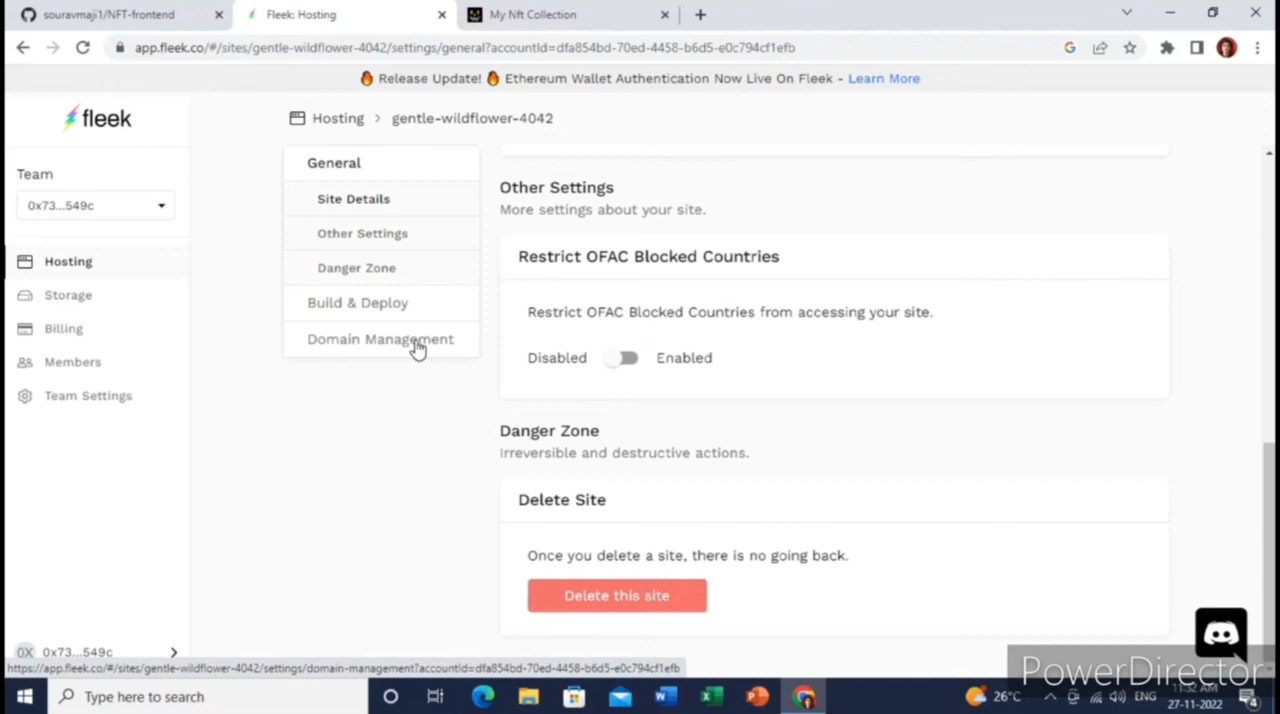 souravmaji1/NFT-frontend
Fleek: Hosting
My Nft Collection
app.fleek.co/#/sites/gentle-wildflower-4042/settings/general?accountId=dfa854bd-70ed-4458-b6d5-e0c794cf1efb
Release Update! Ethereum Wallet Authentication Now Live On Fleek - Learn More
fleek
Hosting > gentle-wildflower-4042
Team
0x73...549c
Hosting
Storage
Billing
Members
Team Settings
General
Site Details
Other Settings
Danger Zone
Build & Deploy
Domain Management
Other Settings
More settings about your site.
Restrict OFAC Blocked Countries
Restrict OFAC Blocked Countries from accessing your site.
Disabled Enabled
Danger Zone
Irreversible and destructive actions.
Delete Site
Once you delete a site, there is no going back.
Delete this site
0X 0x73...549c
https://app.fleek.co/#/sites/gentle-wildflower-4042/settings/domain-management?accountId=dfa854bd-70ed-4458-b6d5-e0c794cf1efb
PowerDirector
Type here to search
26°C
ENG
11:32 AM
27-11-2022
4